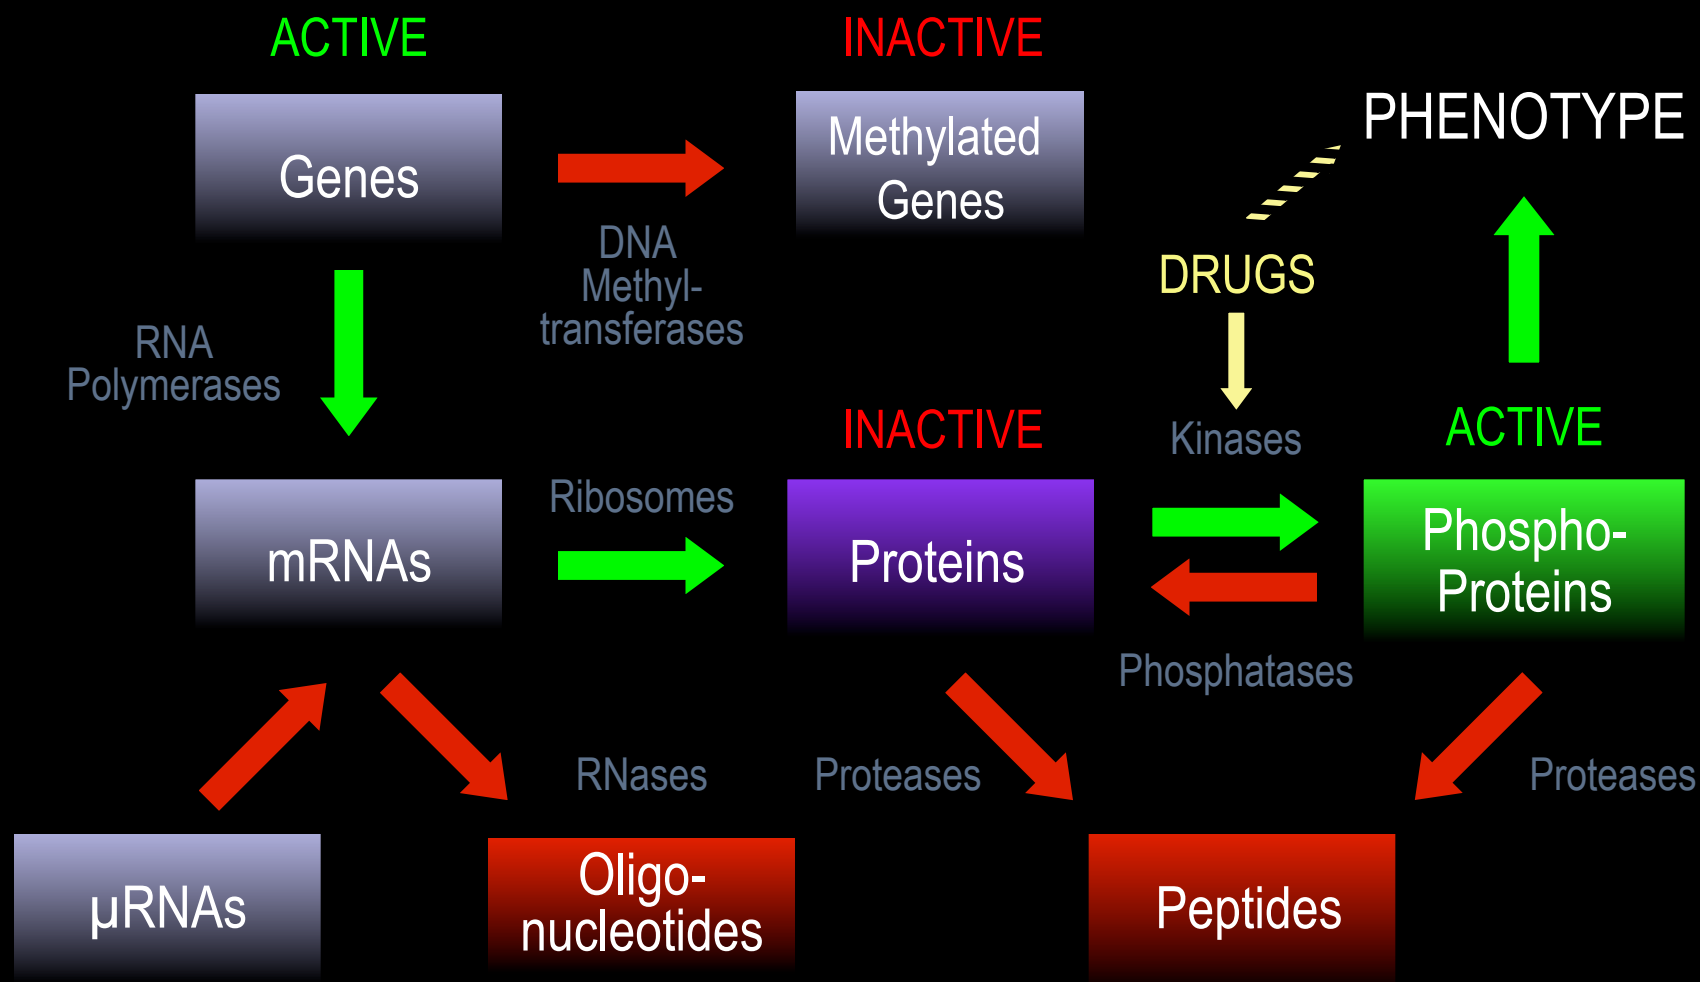 ACTIVE
INACTIVE
Genes
Methylated
Genes
PHENOTYPE
DNA
Methyl-
transferases
DRUGS
RNA
Polymerases
INACTIVE
Kinases
ACTIVE
mRNAs
Ribosomes
Proteins
Phospho-
Proteins
Phosphatases
RNases
Proteases
Proteases
µRNAs
Oligo-
nucleotides
Peptides